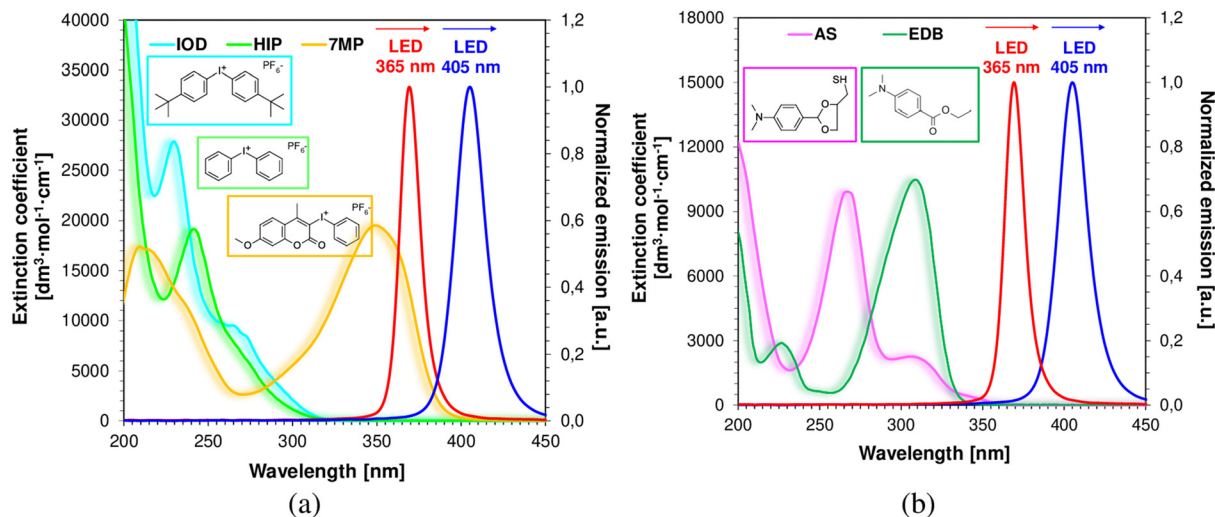 IOD HIP 7MP
LED
365 nm
LED
405 nm
PF6-
I+
PF6-
I+
PF6-
I+
O
O
O
40000
35000
30000
25000
20000
15000
10000
5000
0
Extinction coefficient
[dm³·mol⁻¹·cm⁻¹]
1,2
1,0
0,8
0,6
0,4
0,2
0,0
Normalized emission [a.u.]
200 250 300 350 400 450
Wavelength [nm]
(a)
AS EDB
LED
365 nm
LED
405 nm
SH
N
O
O
N
O
O
18000
15000
12000
9000
6000
3000
0
Extinction coefficient
[dm³·mol⁻¹·cm⁻¹]
1,2
1,0
0,8
0,6
0,4
0,2
0,0
Normalized emission [a.u.]
200 250 300 350 400 450
Wavelength [nm]
(b)